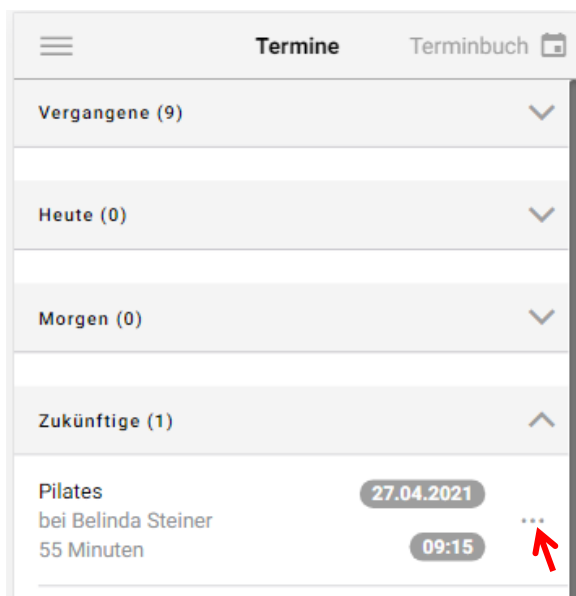 Termine Terminbuch
Vergangene (9)
Heute (0)
Morgen (0)
Zukünftige (1)
Pilates 27.04.2021
bei Belinda Steiner
55 Minuten 09:15